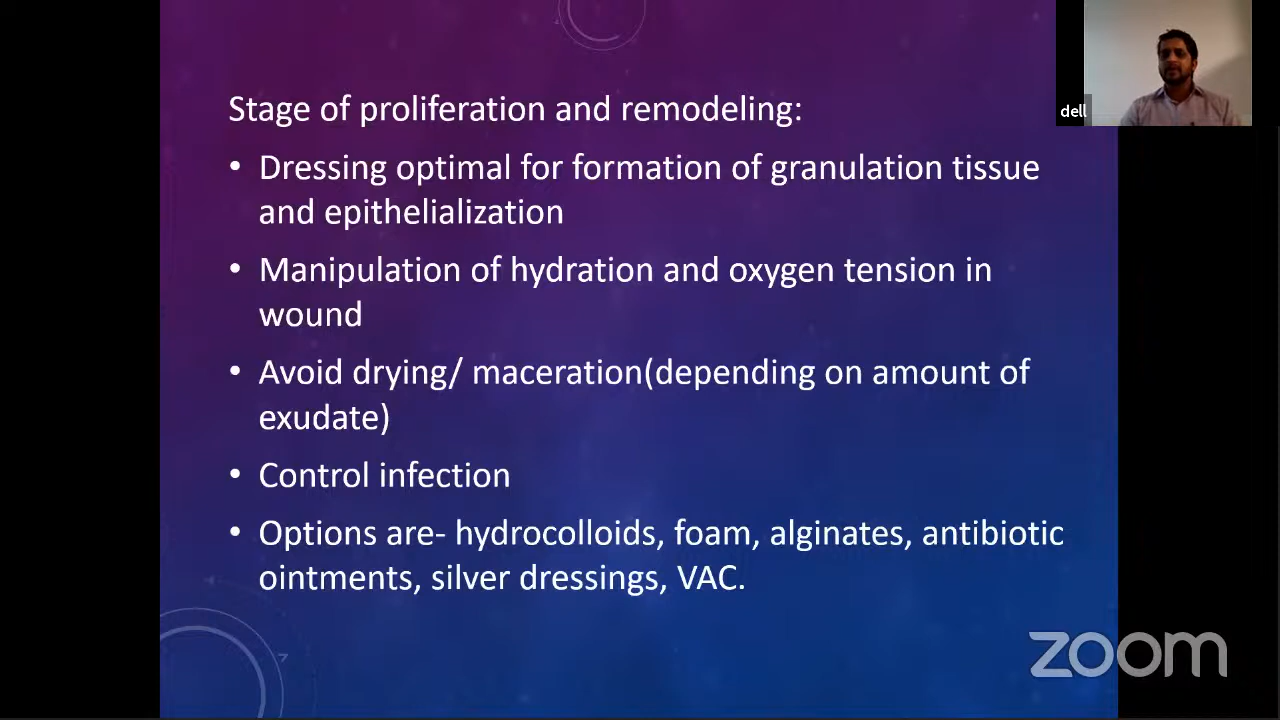 Stage of proliferation and remodeling:
• Dressing optimal for formation of granulation tissue
and epithelialization
• Manipulation of hydration and oxygen tension in
wound
• Avoid drying/ maceration(depending on amount of
exudate)
• Control infection
• Options are- hydrocolloids, foam, alginates, antibiotic
ointments, silver dressings, VAC.
dell
zoom